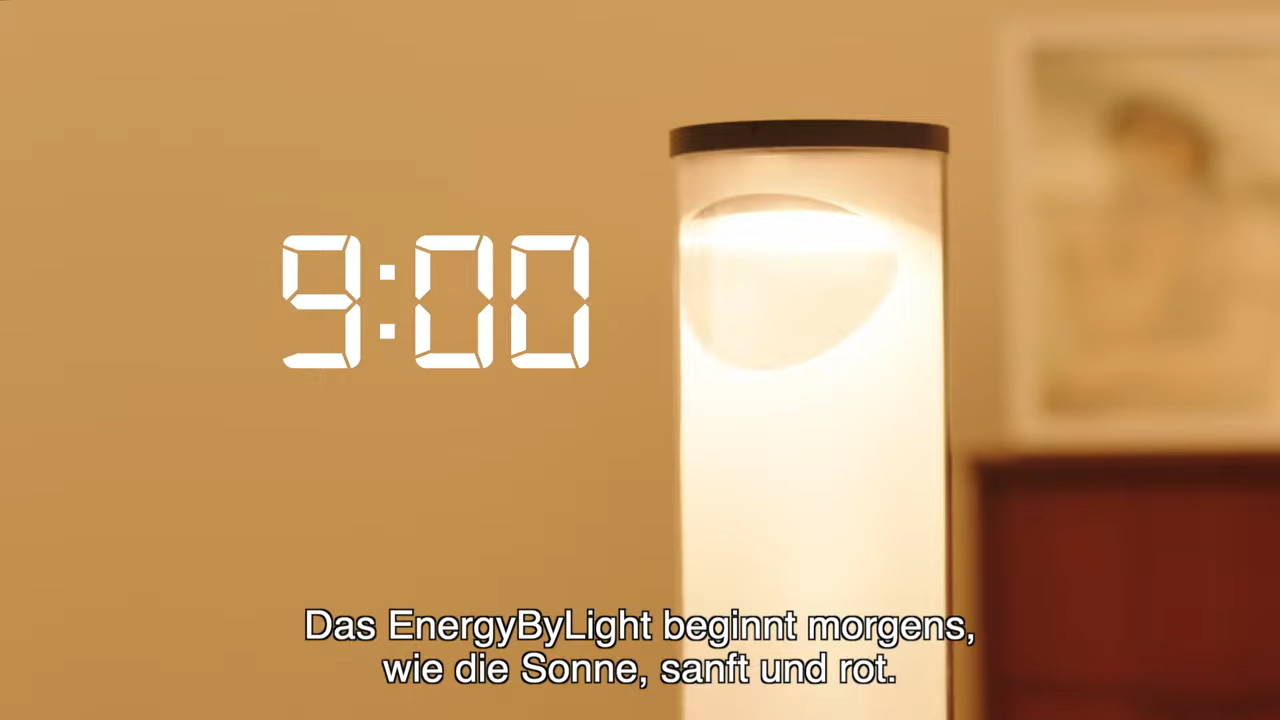 9:00
Das EnergyByLight beginnt morgens,
wie die Sonne, sanft und rot.